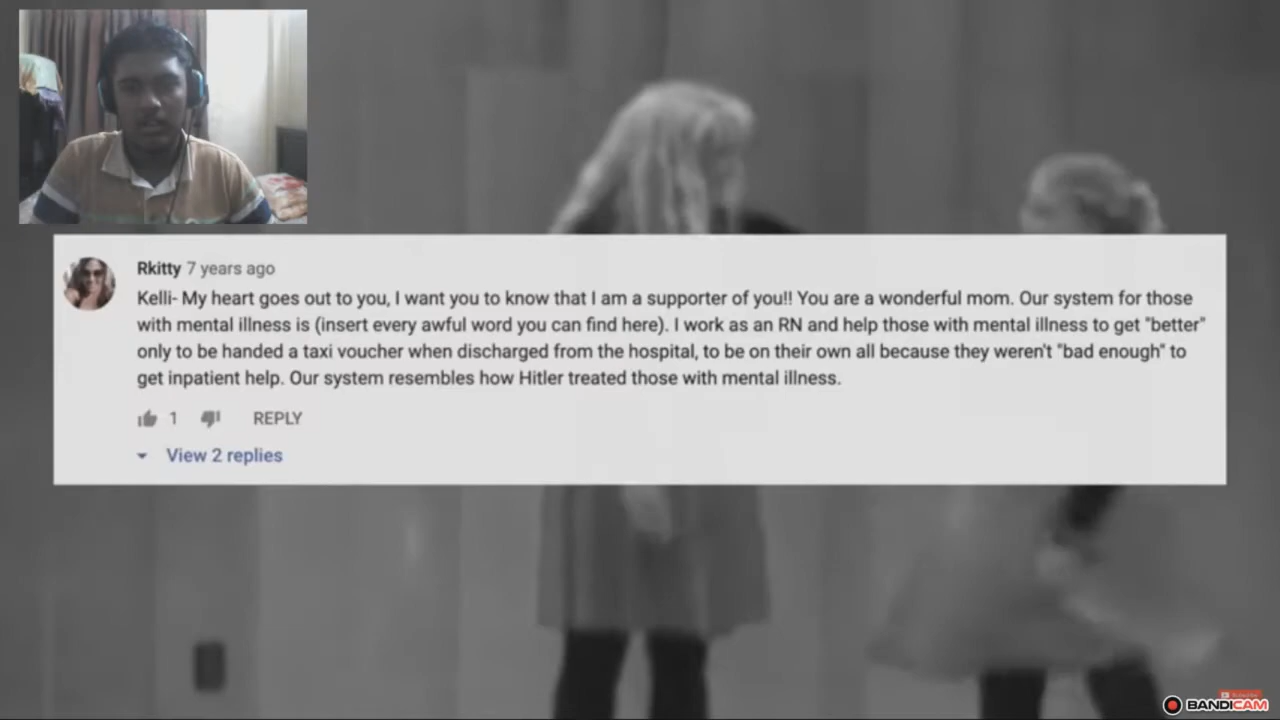 Rkitty 7 years ago
Kelli- My heart goes out to you, I want you to know that I am a supporter of you!! You are a wonderful mom. Our system for those
with mental illness is (insert every awful word you can find here). I work as an RN and help those with mental illness to get "better"
only to be handed a taxi voucher when discharged from the hospital, to be on their own all because they weren't "bad enough" to
get inpatient help. Our system resembles how Hitler treated those with mental illness.
1 REPLY
View 2 replies
BANDICAM